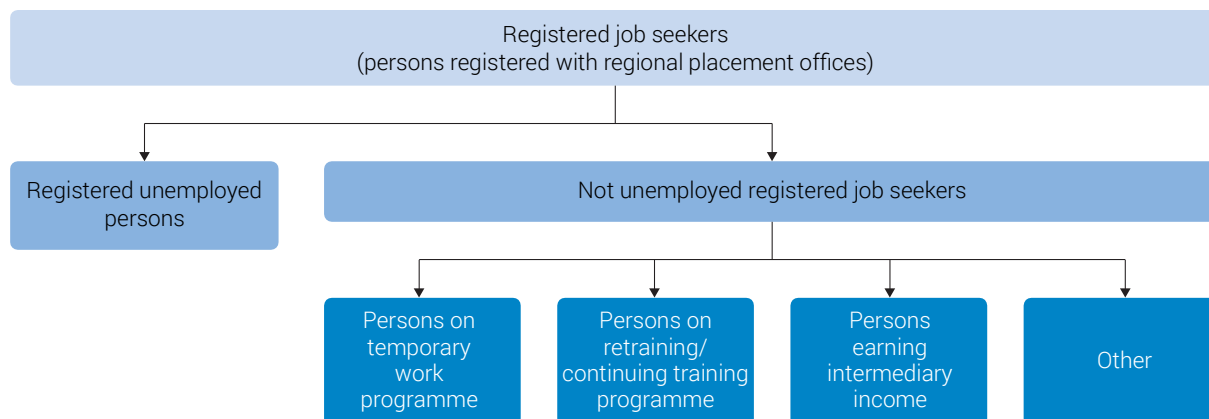 Registered job seekers
(persons registered with regional placement offices)
Registered unemployed
persons
Not unemployed registered job seekers
Persons on
temporary
work
programme
Persons on
retraining/
continuing training
programme
Persons
earning
intermediary
income
Other